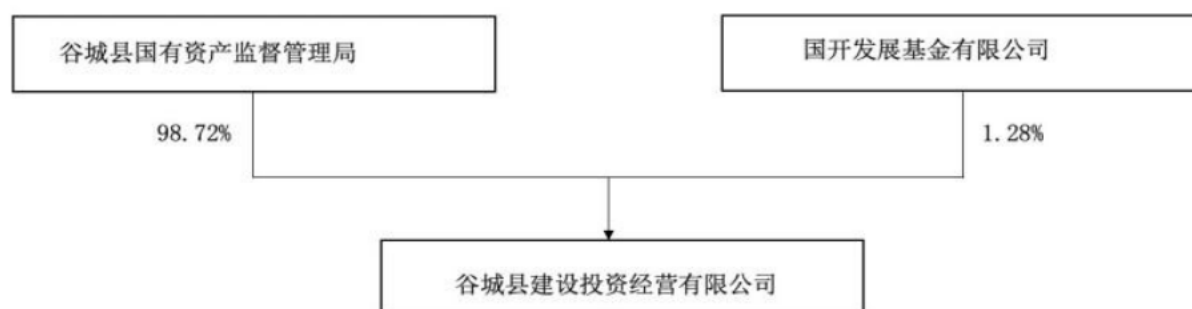 谷城县国有资产监督管理局
国开发展基金有限公司
98.72%
1.28%
谷城县建设投资经营有限公司